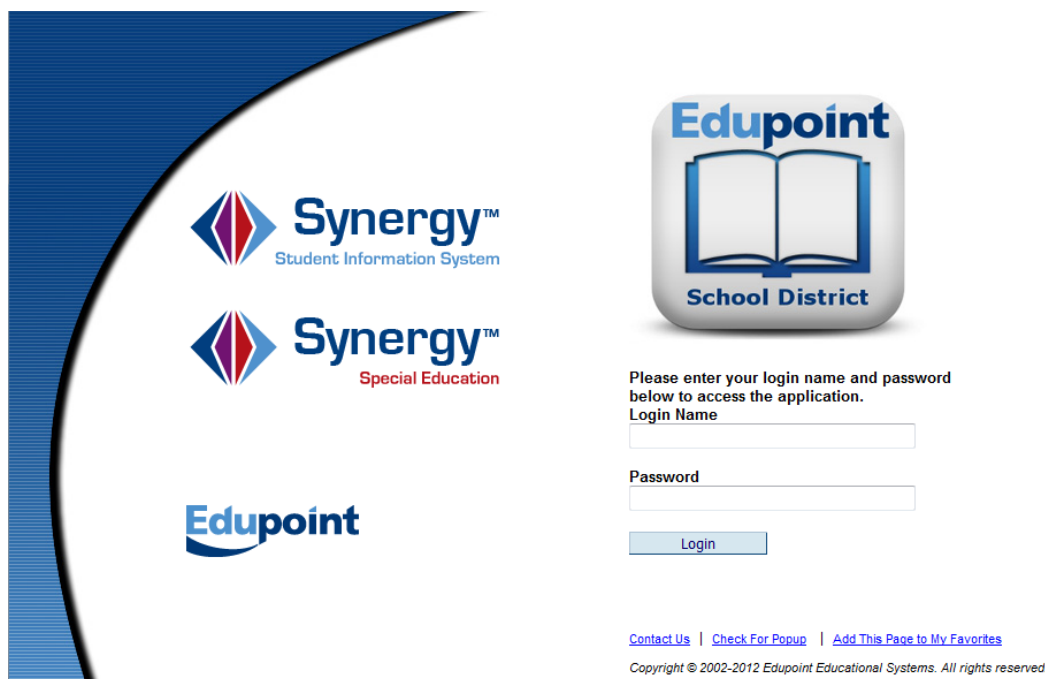 Synergy™
Student Information System
Synergy™
Special Education
Edupoint
Edupoint
School District
Please enter your login name and password
below to access the application.
Login Name
Password
Login
Contact Us | Check For Popup | Add This Page to My Favorites
Copyright © 2002-2012 Edupoint Educational Systems. All rights reserved